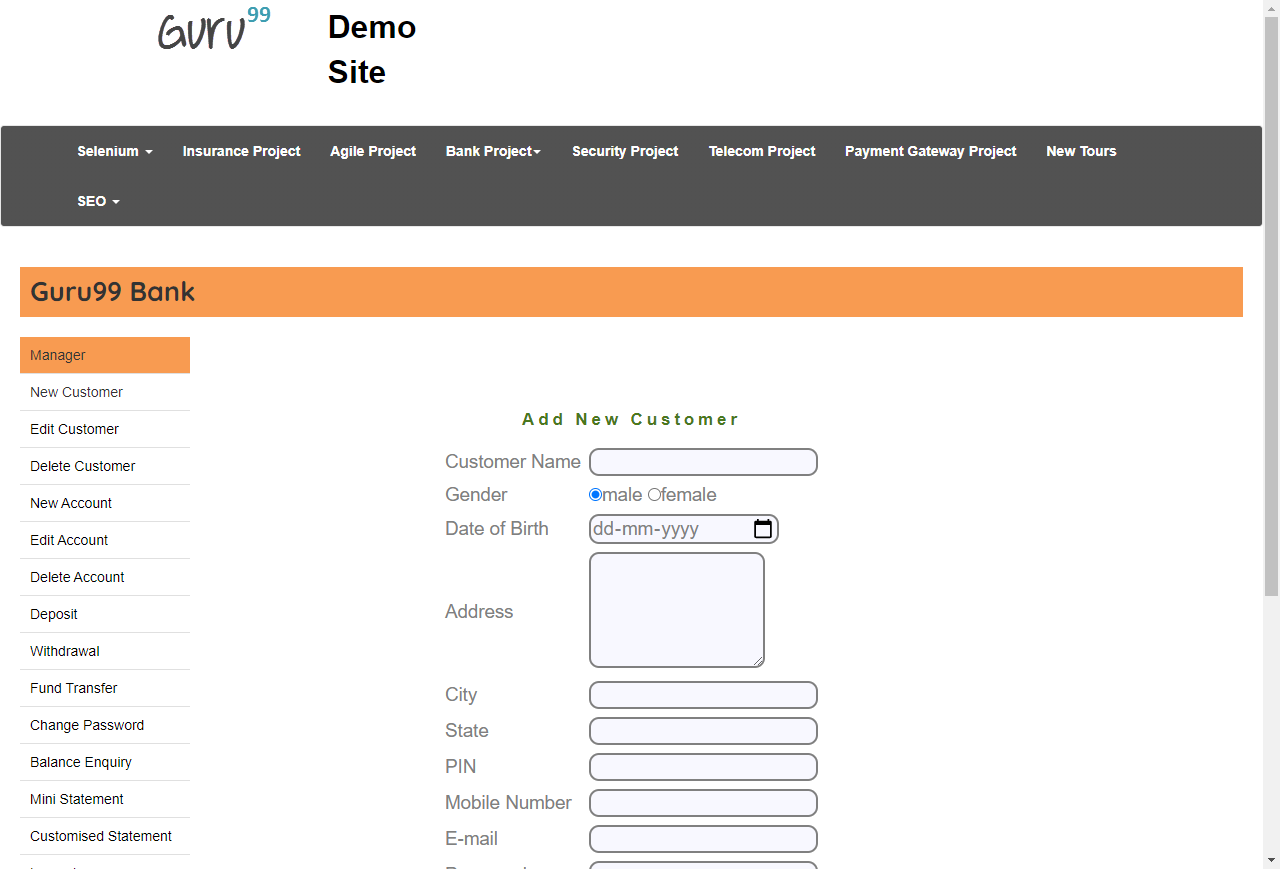 Guru99
Demo
Site
Selenium Insurance Project Agile Project Bank Project Security Project Telecom Project Payment Gateway Project New Tours
SEO
Guru99 Bank
Manager
New Customer
Edit Customer
Delete Customer
New Account
Edit Account
Delete Account
Deposit
Withdrawal
Fund Transfer
Change Password
Balance Enquiry
Mini Statement
Customised Statement
Add New Customer
Customer Name
Gender male female
Date of Birth dd-mm-yyyy
Address
City
State
PIN
Mobile Number
E-mail